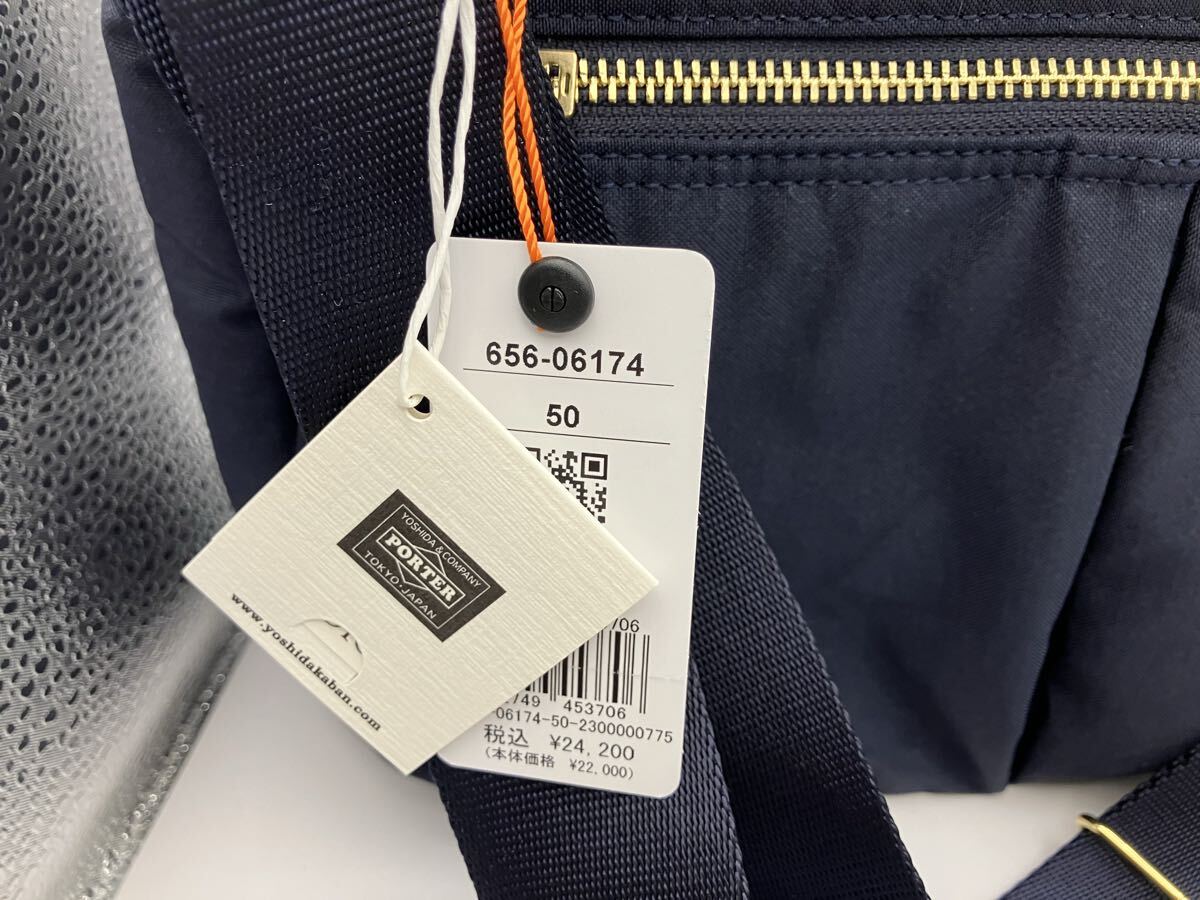 656-06174
50
YOSHIDA & COMPANY
PORTER
TOKYO・JAPAN
www.yoshidakaban.com
706
749 453706
06174-50-2300000775
税込 ¥24,200
(本体価格 ¥22,000)